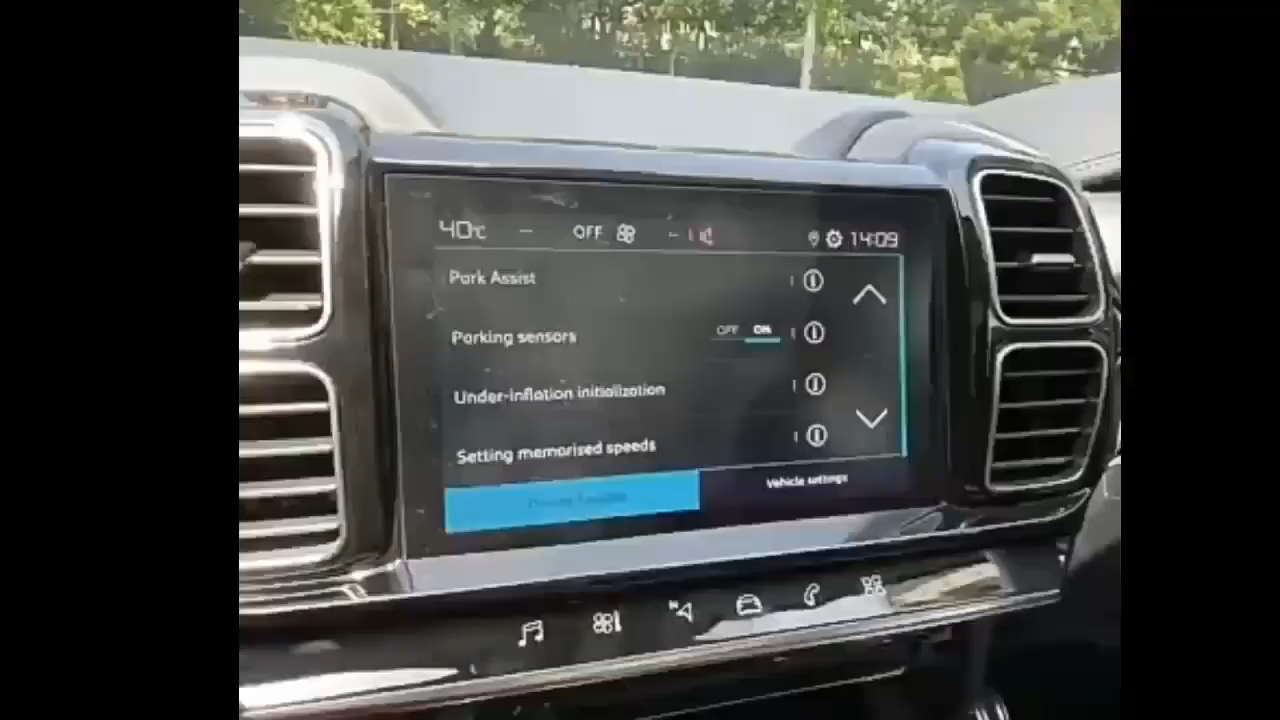 40°C -- OFF -- 14:09
Park Assist
Parking sensors OFF ON
Under-inflation initialization
Setting memorised speeds
Vehicle settings